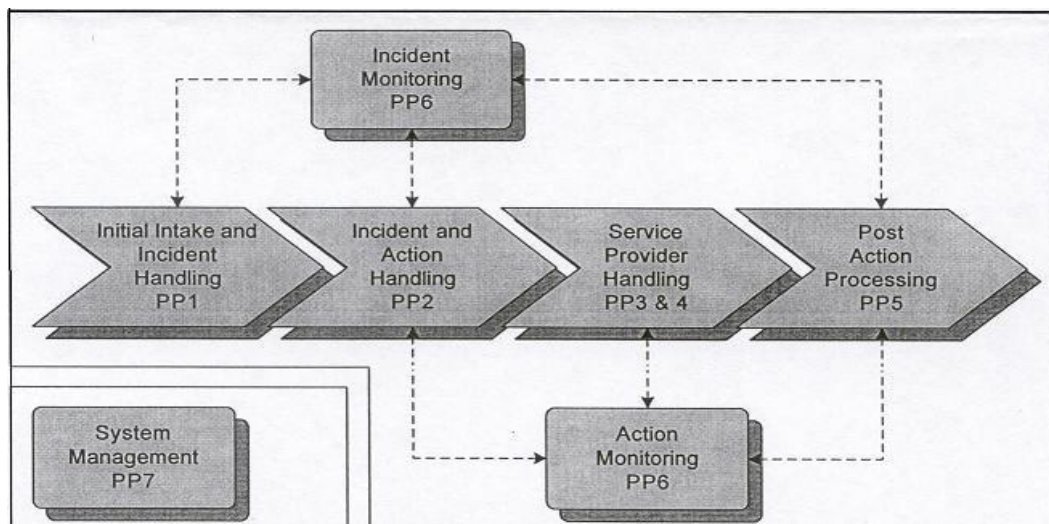 Incident
Monitoring
PP6
Initial Intake and
Incident
Handling
PP1
Incident and
Action
Handling
PP2
Service
Provider
Handling
PP3 & 4
Post
Action
Processing
PP5
System
Management
PP7
Action
Monitoring
PP6